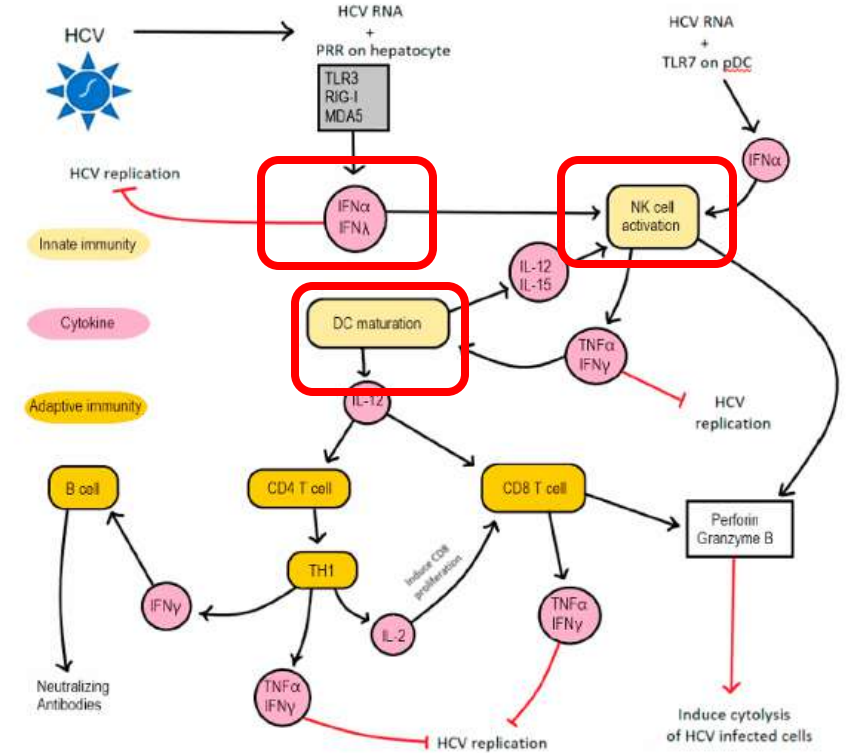 HCV
HCV RNA
+
PRR on hepatocyte
TLR3
RIG-I
MDA5
HCV RNA
+
TLR7 on pDC
IFNα
HCV replication
IFNα
IFNλ
NK cell
activation
Innate immunity
IL-12
IL-15
Cytokine
DC maturation
TNFα
IFNγ
Adaptive immunity
IL-12
HCV
replication
B cell
CD4 T cell
CD8 T cell
Perforin
Granzyme B
Induce CD8
proliferation
TH1
IFNγ
IL-2
TNFα
IFNγ
Neutralizing
Antibodies
TNFα
IFNγ
HCV replication
Induce cytolysis
of HCV infected cells